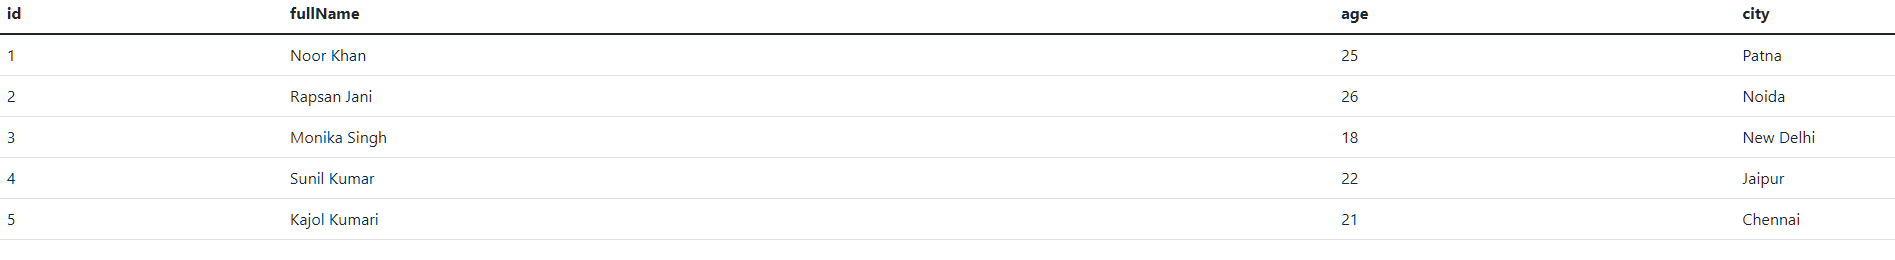 id fullName age city
1 Noor Khan 25 Patna
2 Rapsan Jani 26 Noida
3 Monika Singh 18 New Delhi
4 Sunil Kumar 22 Jaipur
5 Kajol Kumari 21 Chennai